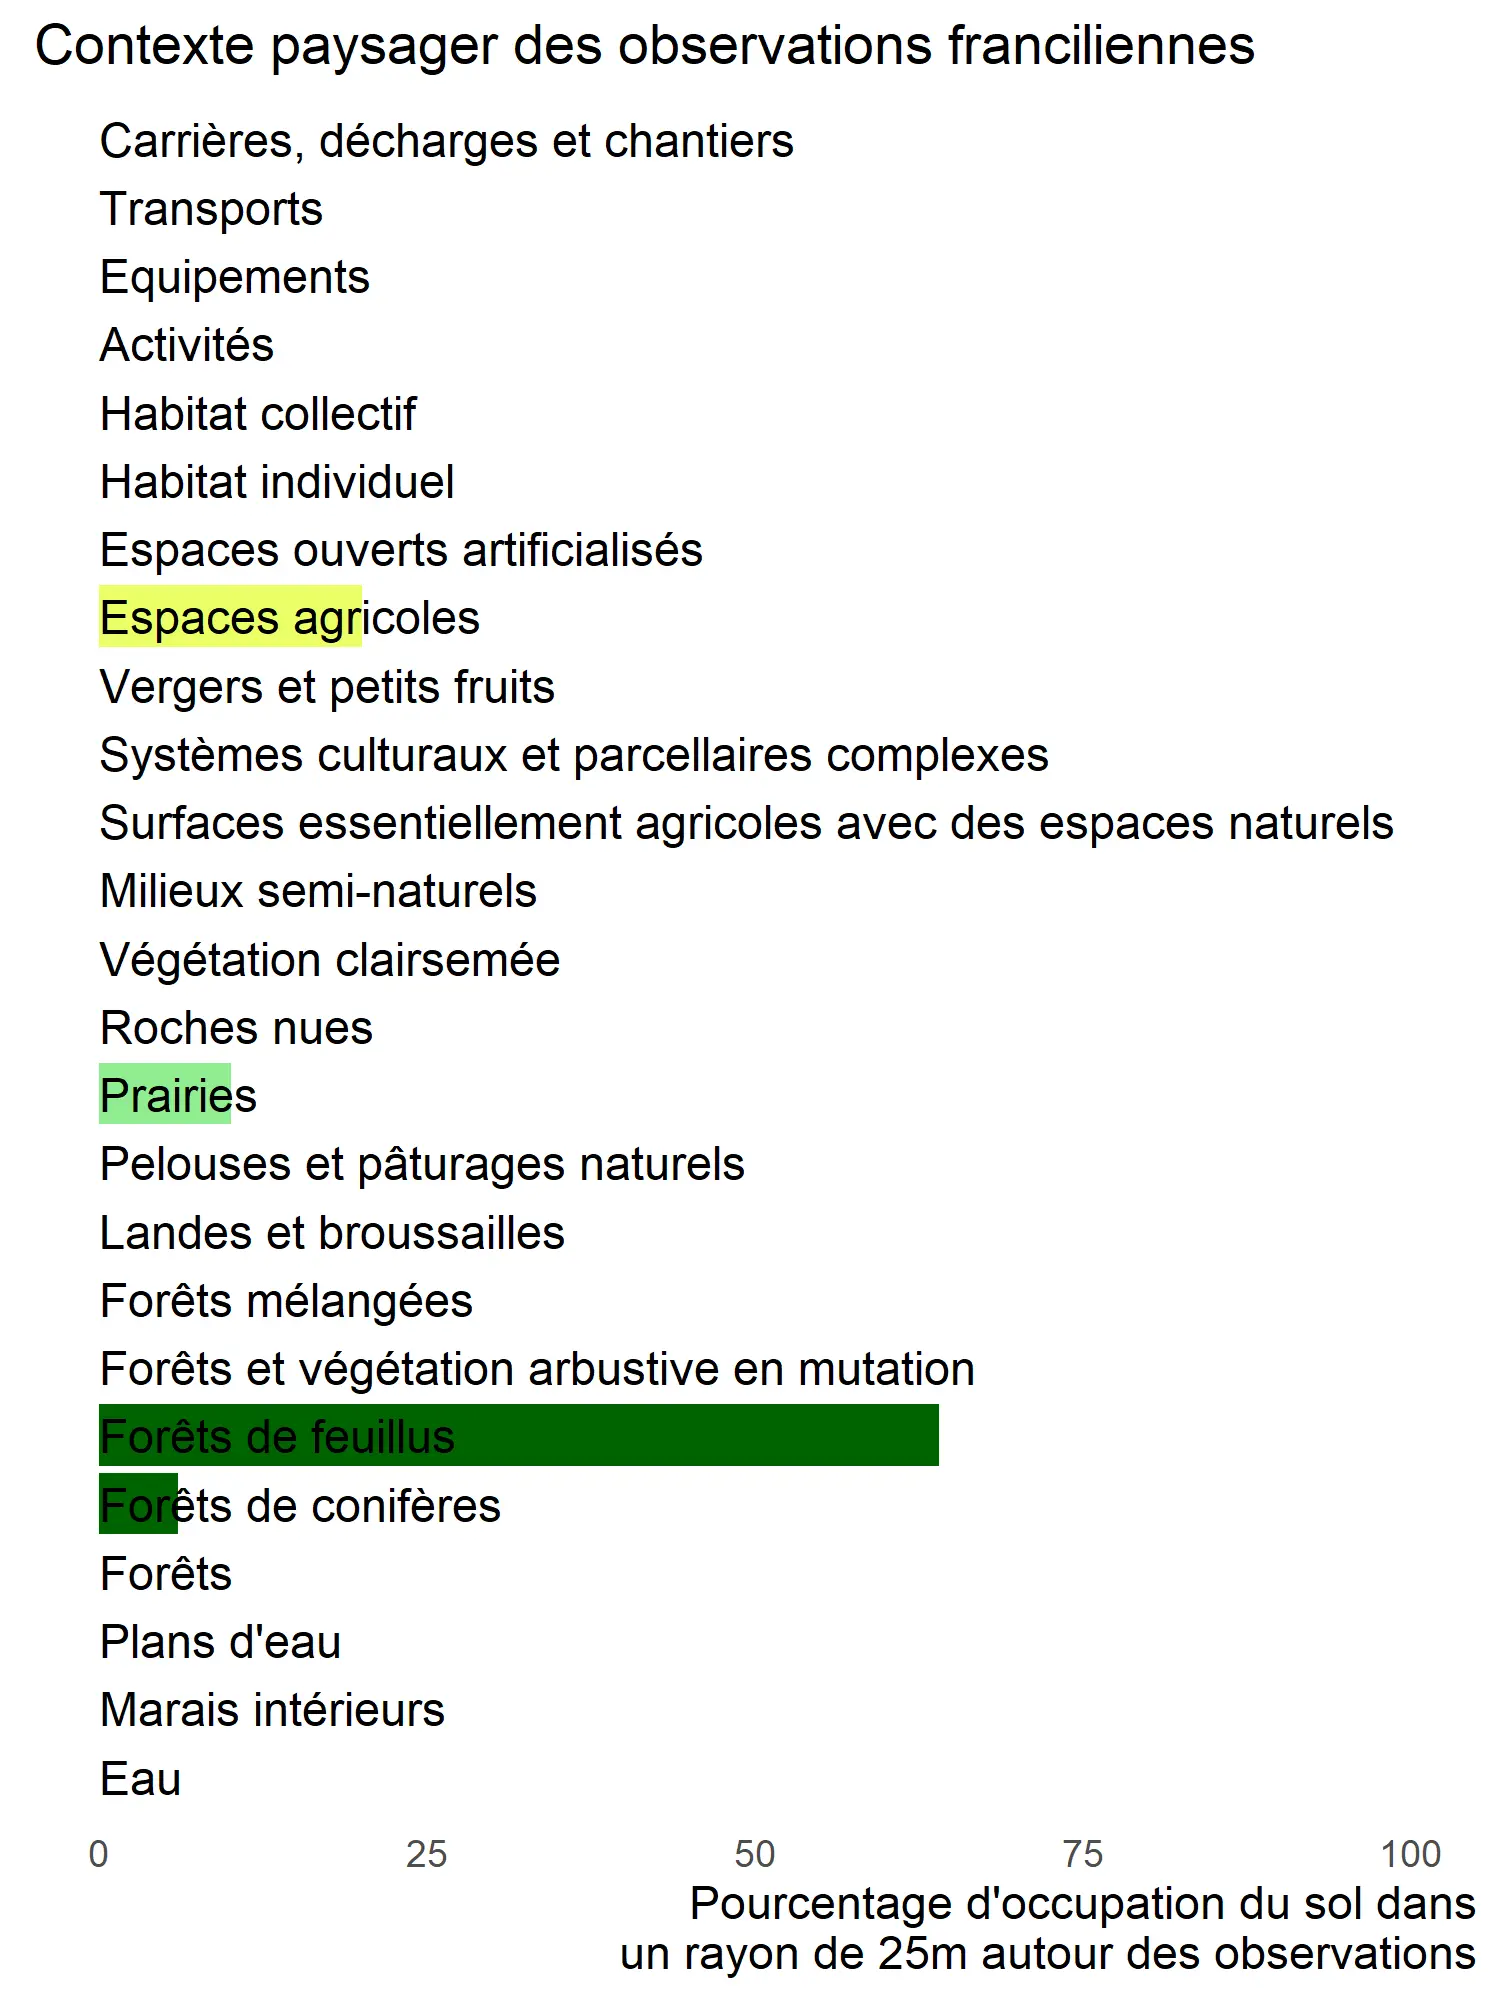 Contexte paysager des observations franciliennes
Carrières, décharges et chantiers
Transports
Equipements
Activités
Habitat collectif
Habitat individuel
Espaces ouverts artificialisés
Espaces agricoles
Vergers et petits fruits
Systèmes culturaux et parcellaires complexes
Surfaces essentiellement agricoles avec des espaces naturels
Milieux semi-naturels
Végétation clairsemée
Roches nues
Prairies
Pelouses et pâturages naturels
Landes et broussailles
Forêts mélangées
Forêts et végétation arbustive en mutation
Forêts de feuillus
Forêts de conifères
Forêts
Plans d'eau
Marais intérieurs
Eau
0 25 50 75 100
Pourcentage d'occupation du sol dans
un rayon de 25m autour des observations